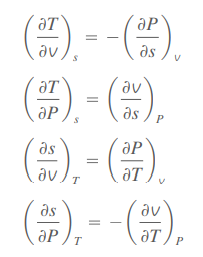 (∂T/∂v)_s = −(∂P/∂s)_v
(∂T/∂P)_s = (∂v/∂s)_P
(∂s/∂v)_T = (∂P/∂T)_v
(∂s/∂P)_T = −(∂v/∂T)_P